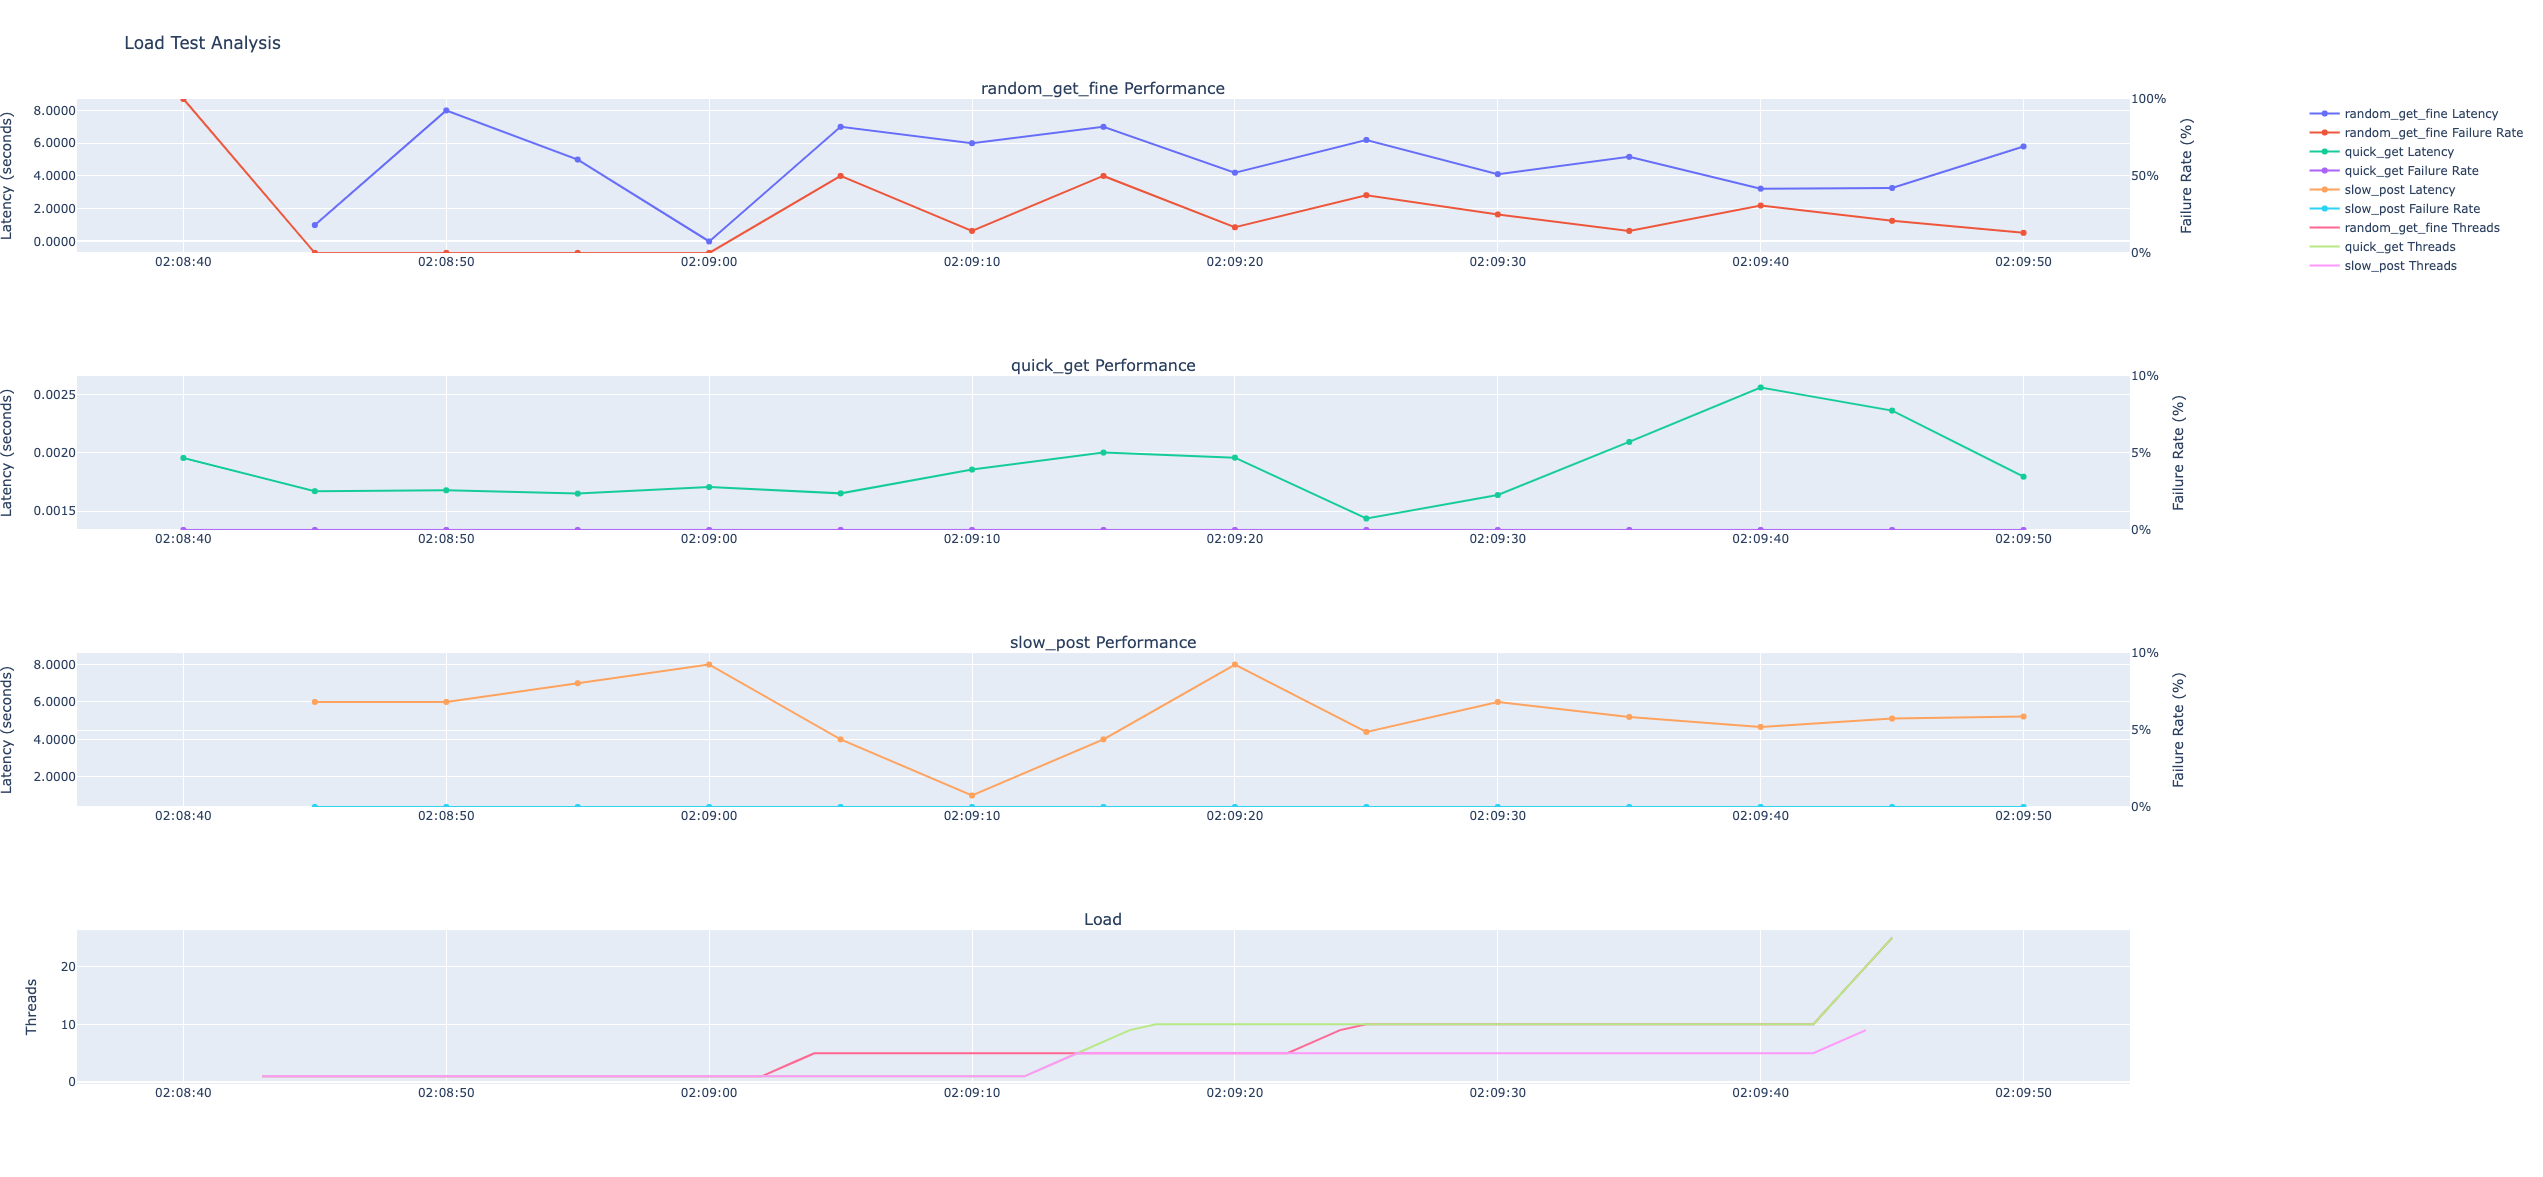 Load Test Analysis
random_get_fine Performance
Latency (seconds)
8.0000
6.0000
4.0000
2.0000
0.0000
100%
50%
0%
Failure Rate (%)
02:08:40 02:08:50 02:09:00 02:09:10 02:09:20 02:09:30 02:09:40 02:09:50
random_get_fine Latency
random_get_fine Failure Rate
quick_get Latency
quick_get Failure Rate
slow_post Latency
slow_post Failure Rate
random_get_fine Threads
quick_get Threads
slow_post Threads
quick_get Performance
Latency (seconds)
0.0025
0.0020
0.0015
10%
5%
0%
Failure Rate (%)
02:08:40 02:08:50 02:09:00 02:09:10 02:09:20 02:09:30 02:09:40 02:09:50
slow_post Performance
Latency (seconds)
8.0000
6.0000
4.0000
2.0000
10%
5%
0%
Failure Rate (%)
02:08:40 02:08:50 02:09:00 02:09:10 02:09:20 02:09:30 02:09:40 02:09:50
Load
Threads
20
10
0
02:08:40 02:08:50 02:09:00 02:09:10 02:09:20 02:09:30 02:09:40 02:09:50